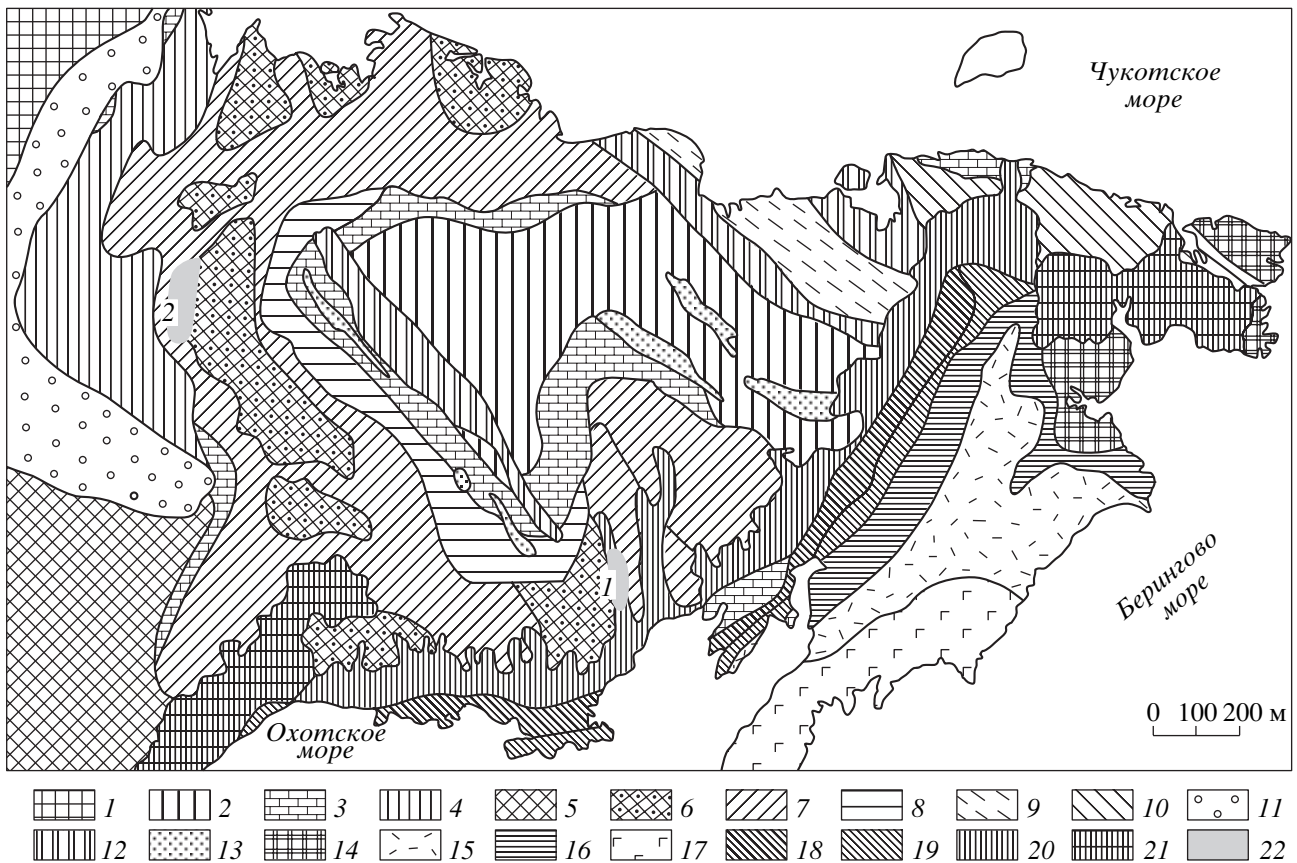 Чукотское
море
2
1
Берингово
море
0 100 200 м
Охотское
море
1 2 3 4 5 6 7 8 9 10 11
12 13 14 15 16 17 18 19 20 21 22